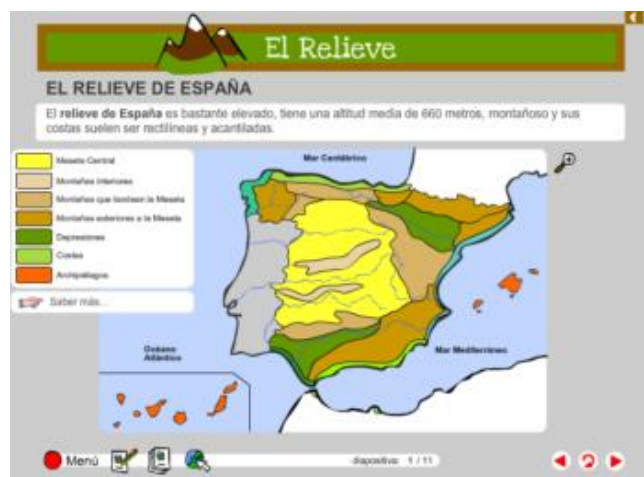 El Relieve
EL RELIEVE DE ESPAÑA
El relieve de España es bastante elevado, tiene una altitud media de 660 metros, montañoso y sus
costas suelen ser rectilíneas y acantiladas.
Meseta Central
Montañas interiores
Montañas que bordean la Meseta
Montañas exteriores a la Meseta
Depresiones
Costas
Archipiélagos
Saber más...
Mar Cantábrico
Océano
Atlántico
Mar Mediterráneo
Menú
diapositiva: 1 / 11